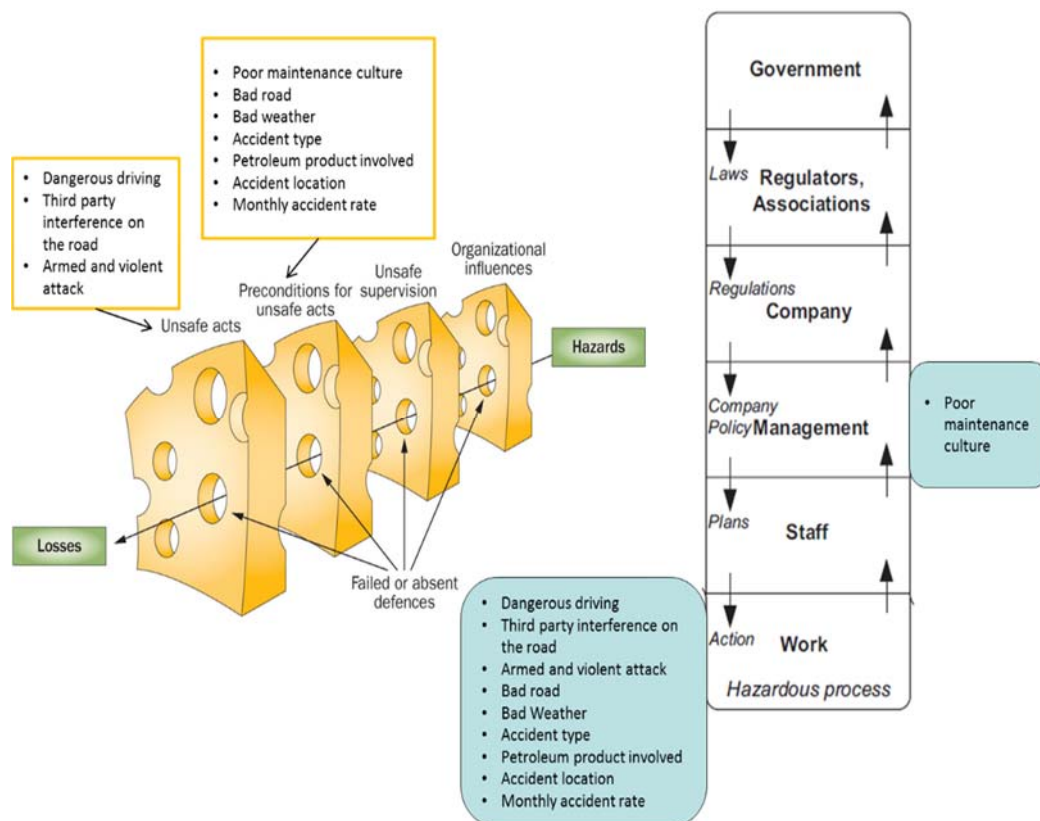 • Dangerous driving
• Third party
interference on
the road
• Armed and violent
attack
• Poor maintenance culture
• Bad road
• Bad weather
• Accident type
• Petroleum product involved
• Accident location
• Monthly accident rate
Unsafe acts
Preconditions for
unsafe acts
Unsafe
supervision
Organizational
influences
Hazards
Losses
Failed or absent
defences
Government
Laws
Regulators,
Associations
Regulations
Company
Company
Policy
Management
• Poor
maintenance
culture
Plans
Staff
Action
Work
Hazardous process
• Dangerous driving
• Third party interference on
the road
• Armed and violent attack
• Bad road
• Bad Weather
• Accident type
• Petroleum product involved
• Accident location
• Monthly accident rate